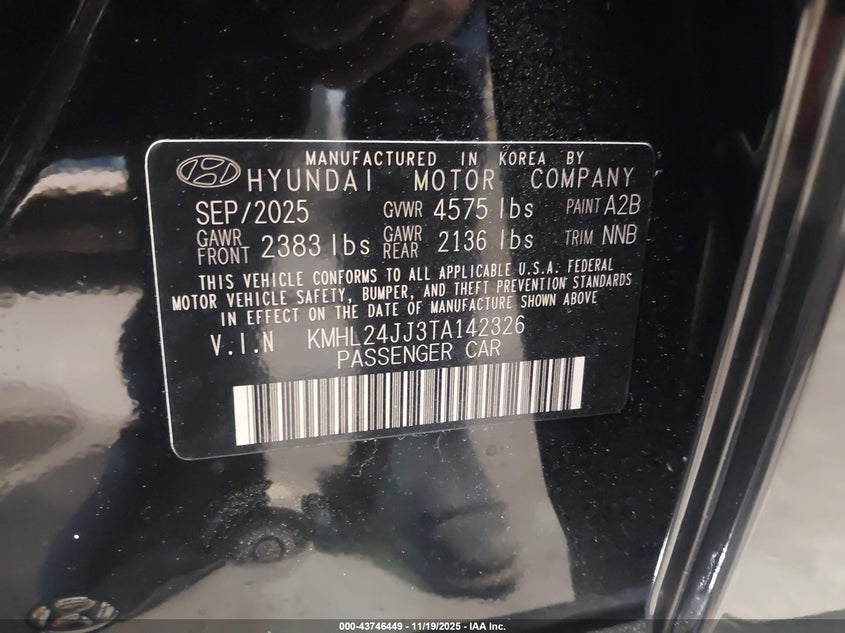 MANUFACTURED IN KOREA BY
HYUNDAI MOTOR COMPANY
SEP/2025 GVWR 4575 lbs PAINT A2B
GAWR FRONT 2383 lbs GAWR REAR 2136 lbs TRIM NNB
THIS VEHICLE CONFORMS TO ALL APPLICABLE U.S.A. FEDERAL
MOTOR VEHICLE SAFETY, BUMPER, AND THEFT PREVENTION STANDARDS
IN EFFECT ON THE DATE OF MANUFACTURE SHOWN ABOVE
V.I.N KMHL24JJ3TA142326
PASSENGER CAR
000-43746449 - 11/19/2025 - IAA Inc.